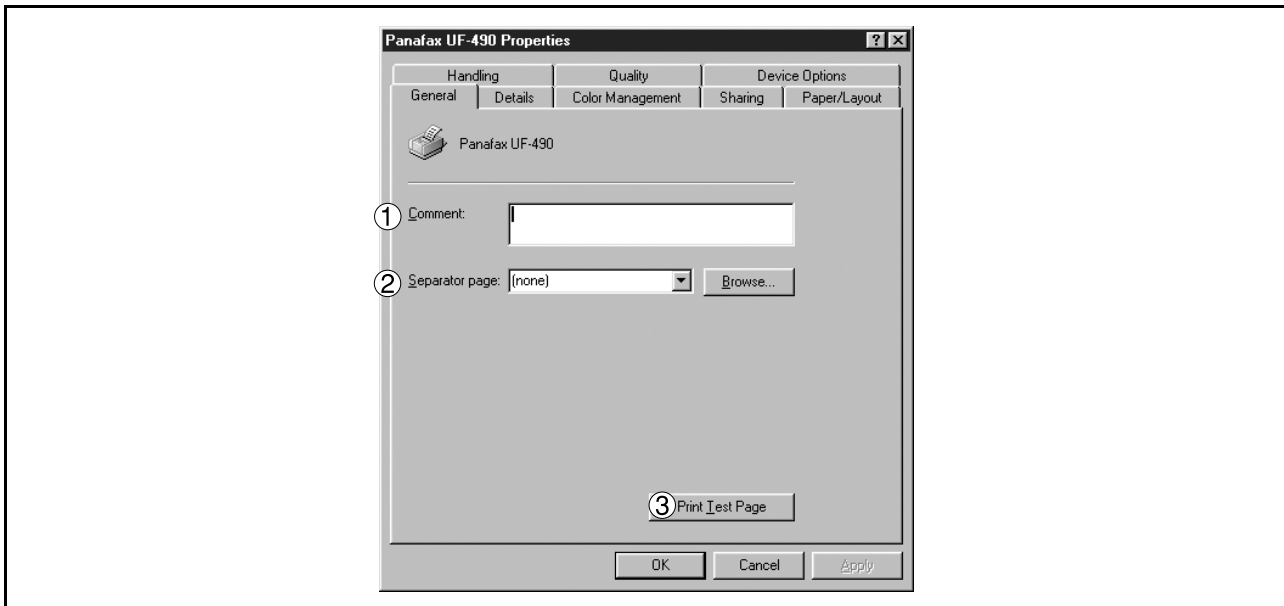 Panafax UF-490 Properties
Handling Quality Device Options
General Details Color Management Sharing Paper/Layout
Panafax UF-490
① Comment:
② Separator page: (none) Browse...
③ Print Test Page
OK Cancel Apply